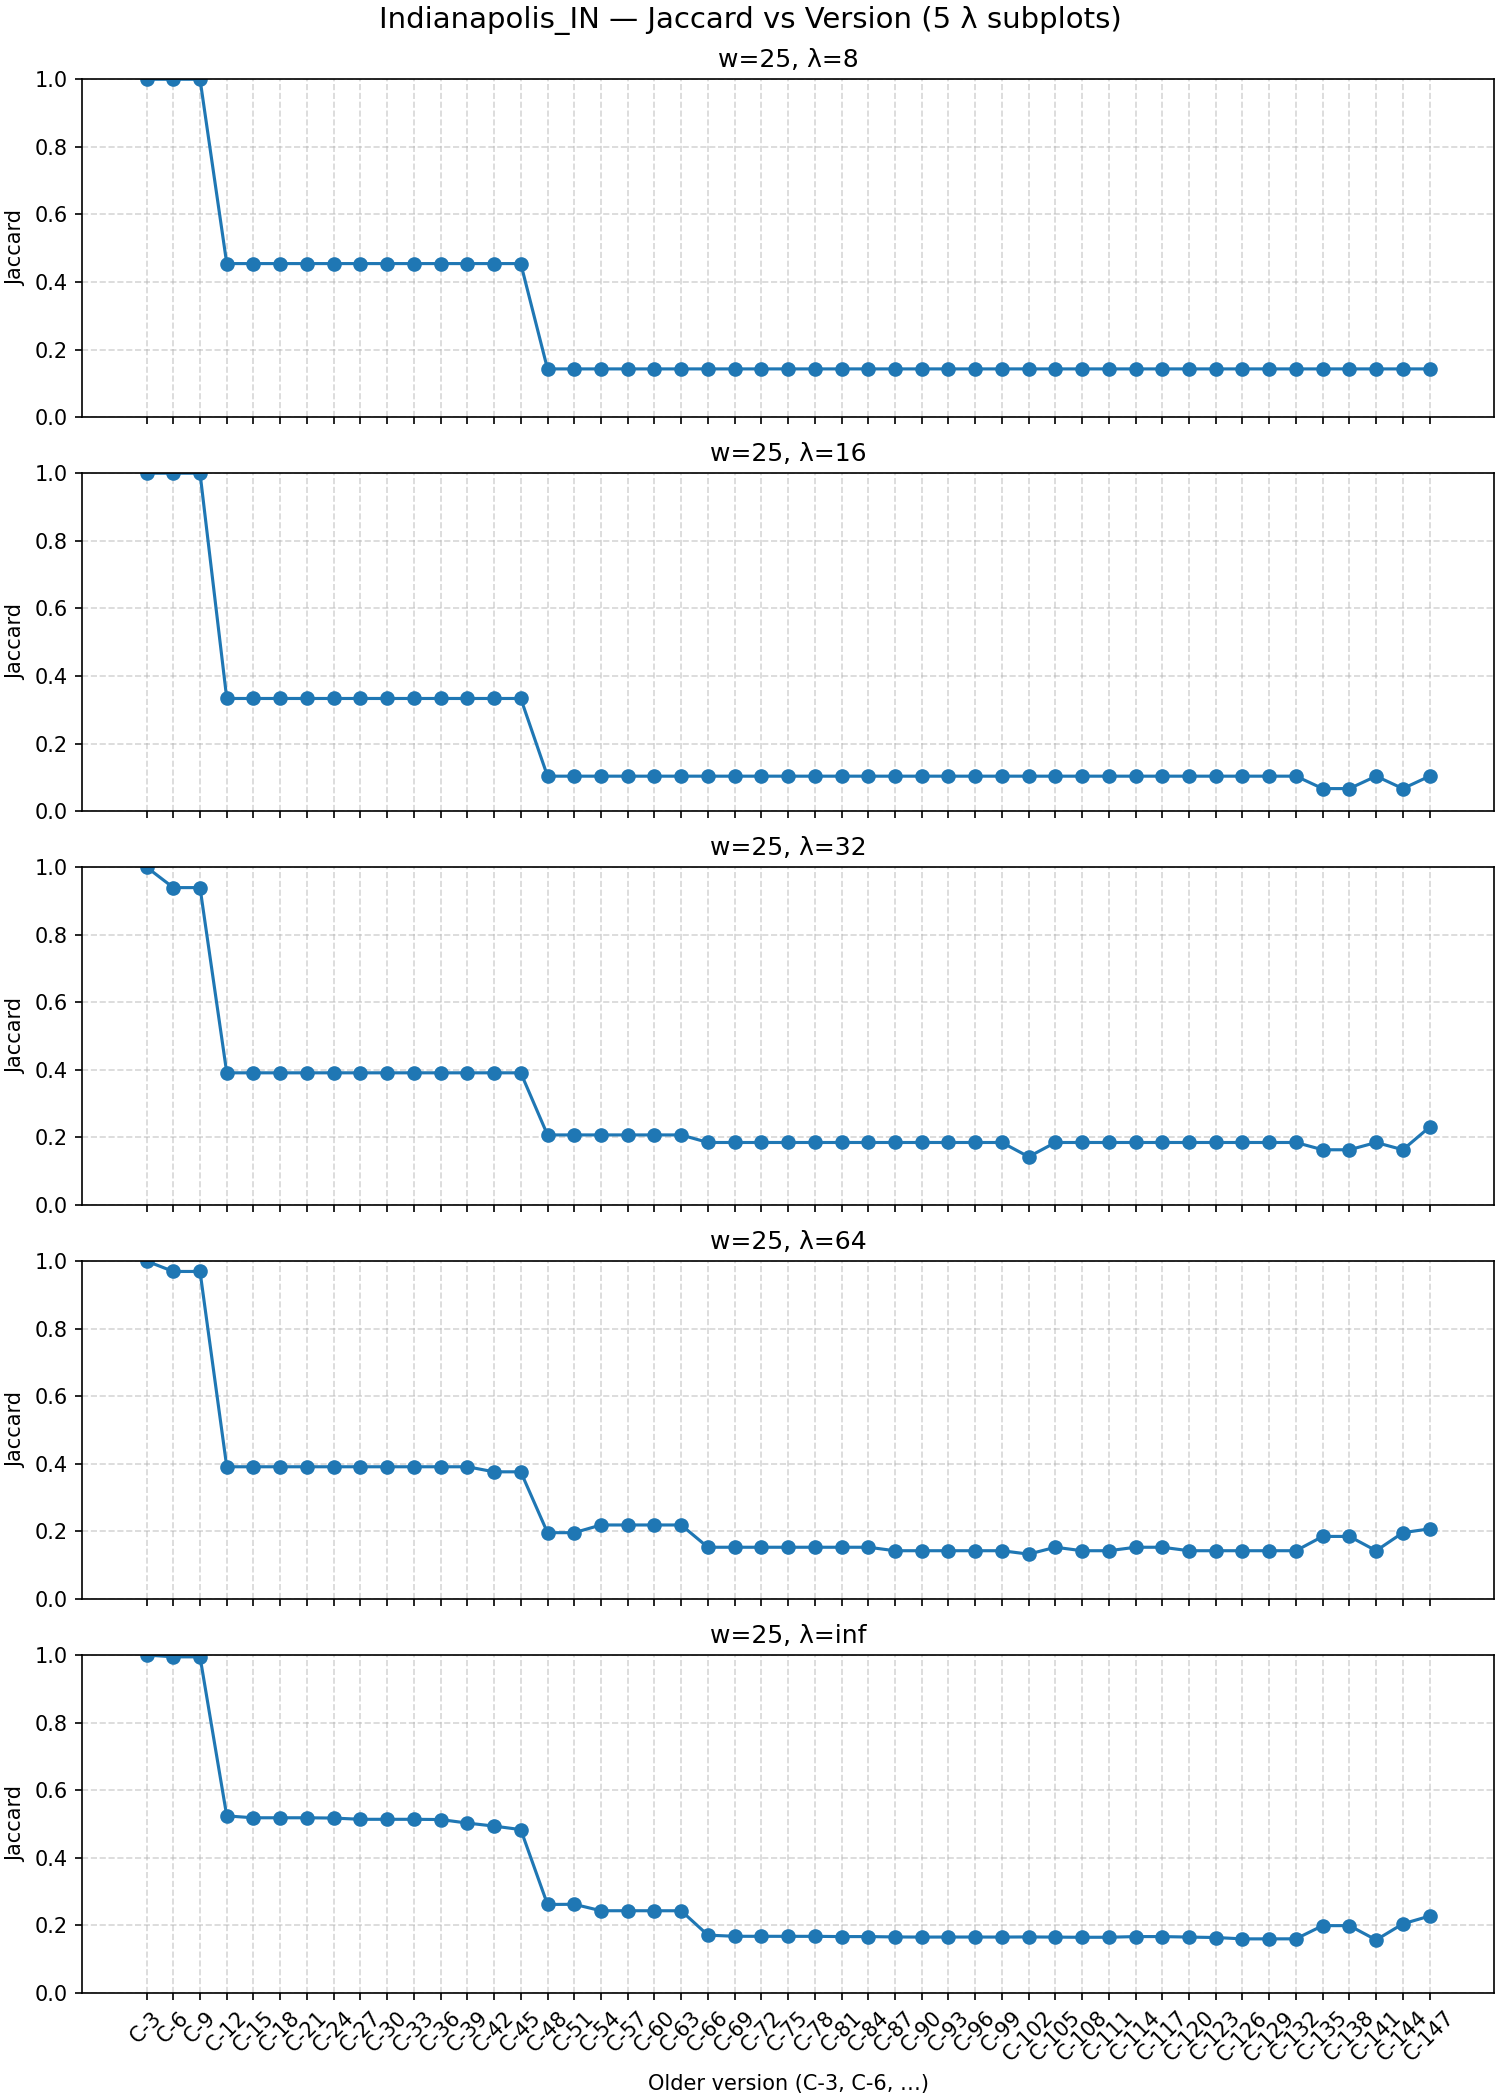 Indianapolis_IN — Jaccard vs Version (5 λ subplots)
w=25, λ=8
1.0
0.8
0.6
0.4
0.2
0.0
Jaccard
w=25, λ=16
1.0
0.8
0.6
0.4
0.2
0.0
Jaccard
w=25, λ=32
1.0
0.8
0.6
0.4
0.2
0.0
Jaccard
w=25, λ=64
1.0
0.8
0.6
0.4
0.2
0.0
Jaccard
w=25, λ=inf
1.0
0.8
0.6
0.4
0.2
0.0
Jaccard
C-3 C-6 C-9 C-12 C-15 C-18 C-21 C-24 C-27 C-30 C-33 C-36 C-39 C-42 C-45 C-48 C-51 C-54 C-57 C-60 C-63 C-66 C-69 C-72 C-75 C-78 C-81 C-84 C-87 C-90 C-93 C-96 C-99 C-102 C-105 C-108 C-111 C-114 C-117 C-120 C-123 C-126 C-129 C-132 C-135 C-138 C-141 C-144 C-147
Older version (C-3, C-6, ...)